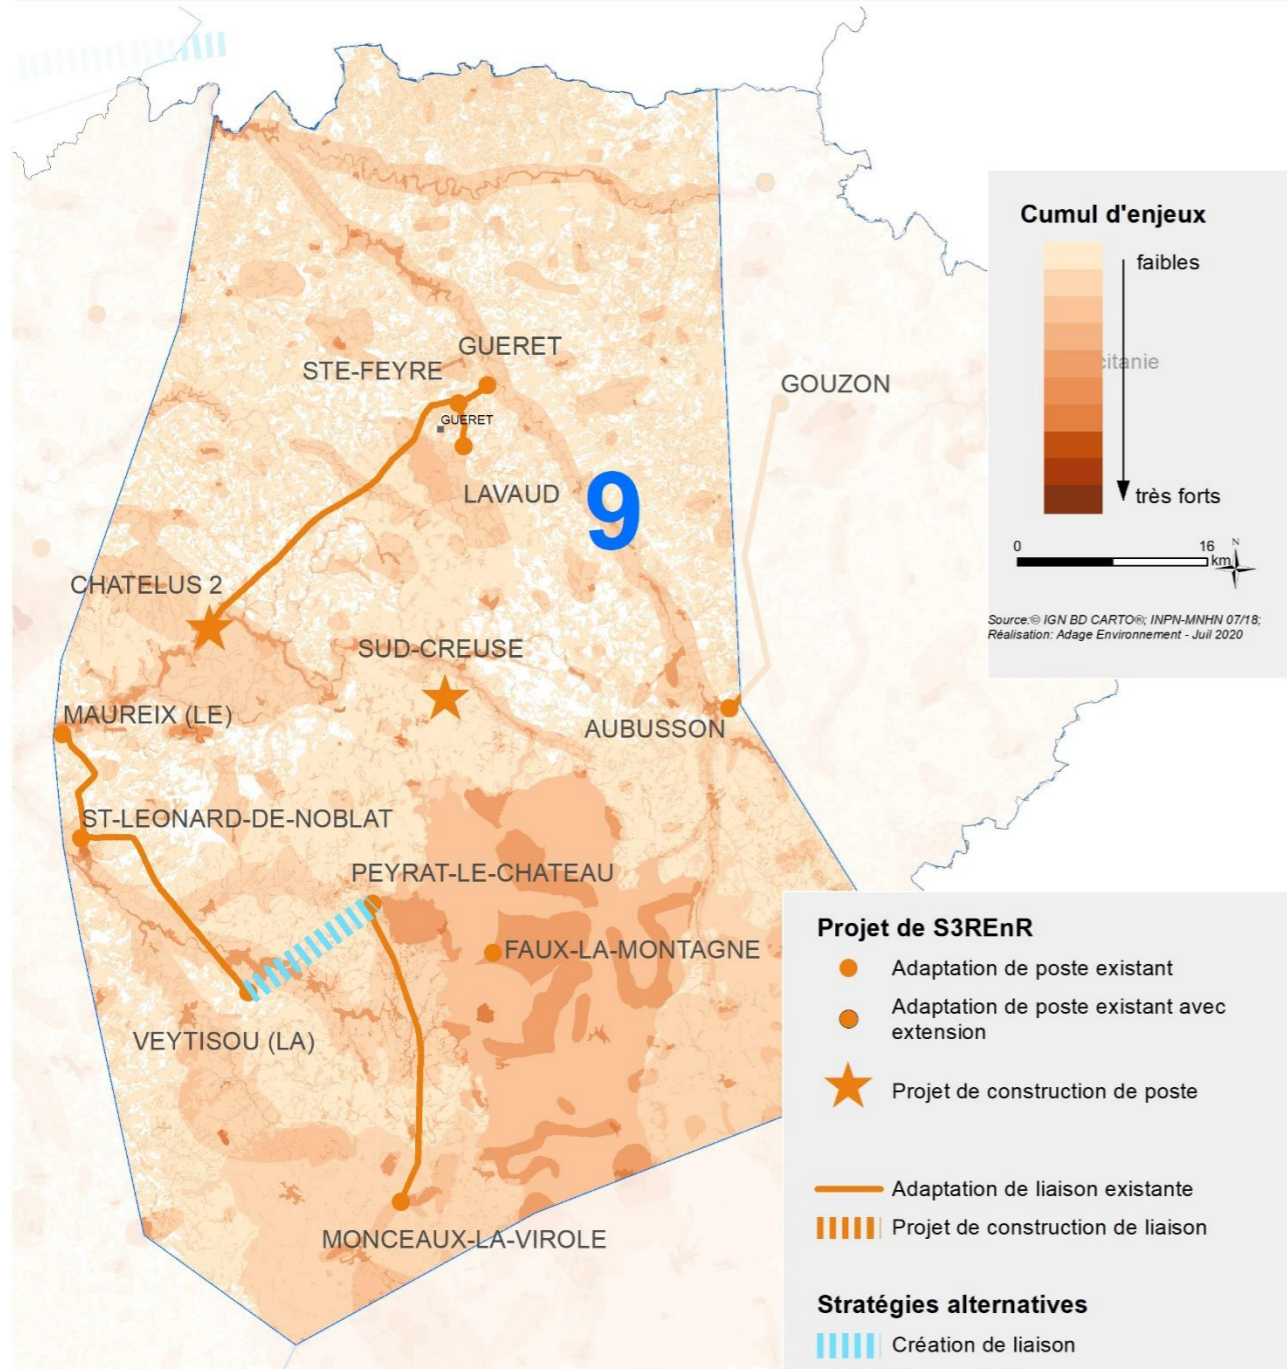 Cumul d'enjeux
faibles
citanie
très forts
0 16
km
N
Source:© IGN BD CARTO®; INPN-MNHN 07/18;
Réalisation: Adage Environnement - Juil 2020
GUERET
STE-FEYRE
GUERET
GOUZON
LAVAUD
9
CHATELUS 2
SUD-CREUSE
MAUREIX (LE)
AUBUSSON
ST-LEONARD-DE-NOBLAT
PEYRAT-LE-CHATEAU
FAUX-LA-MONTAGNE
VEYTISOU (LA)
MONCEAUX-LA-VIROLE
Projet de S3REnR
Adaptation de poste existant
Adaptation de poste existant avec
extension
Projet de construction de poste
Adaptation de liaison existante
Projet de construction de liaison
Stratégies alternatives
Création de liaison